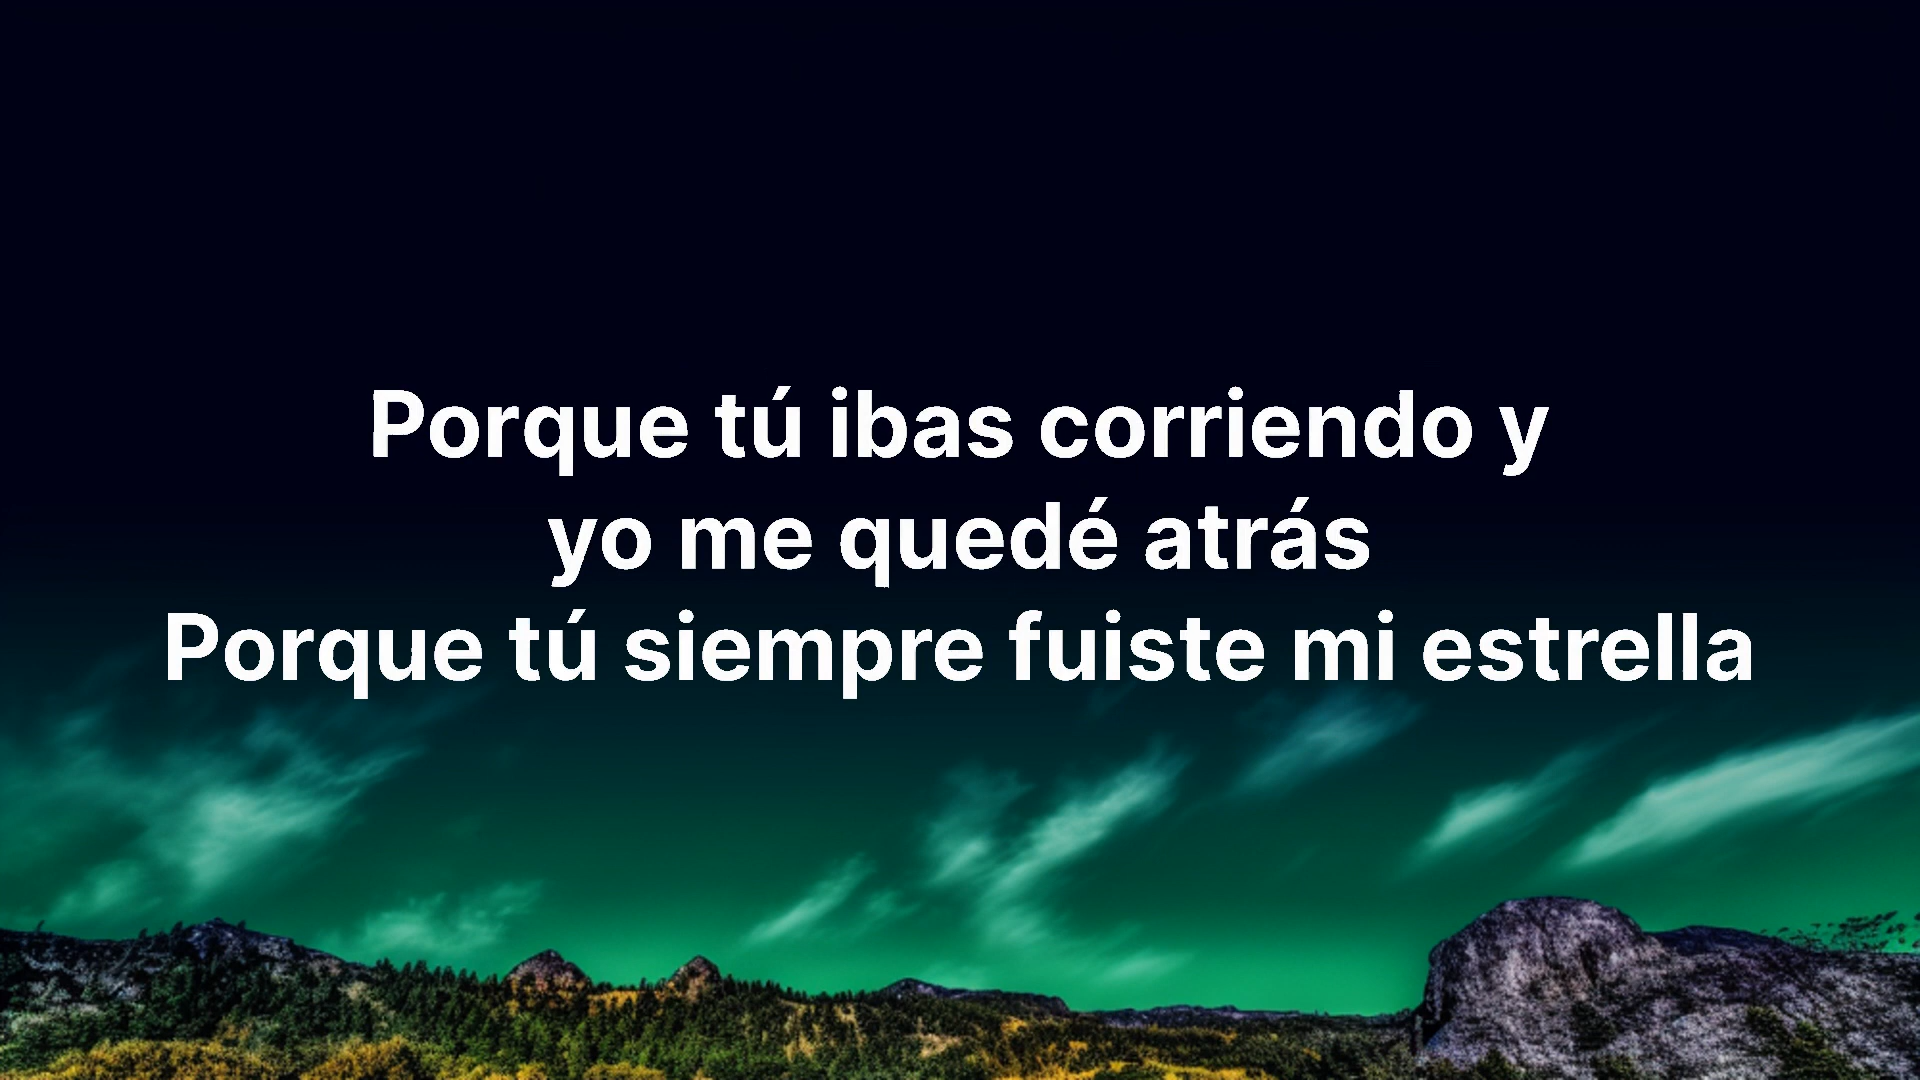 Porque tú ibas corriendo y
yo me quedé atrás
Porque tú siempre fuiste mi estrella